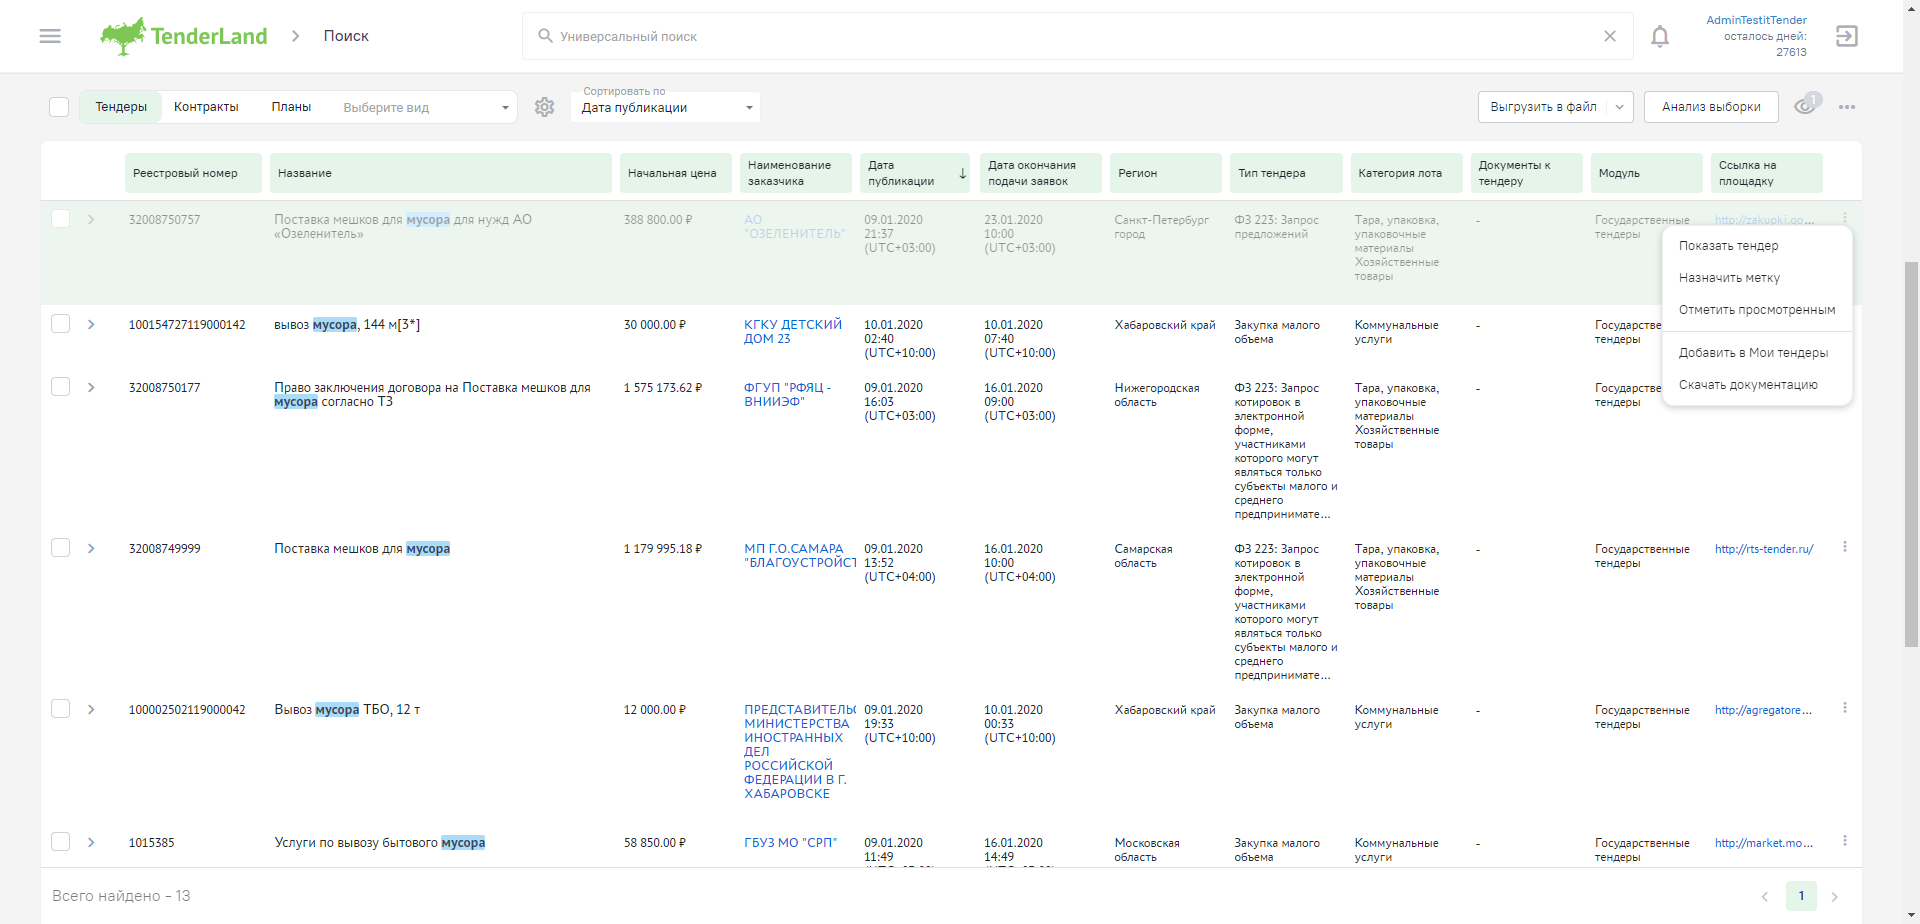 TenderLand
Поиск
Универсальный поиск
AdminTestitTender
осталось дней:
27613
Тендеры
Контракты
Планы
Выберите вид
Сортировать по
Дата публикации
Выгрузить в файл
Анализ выборки
1
Реестровый номер
Название
Начальная цена
Наименование
заказчика
Дата
публикации
Дата окончания
подачи заявок
Регион
Тип тендера
Категория лота
Документы к
тендеру
Модуль
Ссылка на
площадку
32008750757
Поставка мешков для мусора для нужд АО
«Озеленитель»
388 800.00 ₽
АО
"ОЗЕЛЕНИТЕЛЬ"
09.01.2020
21:37
(UTC+03:00)
23.01.2020
10:00
(UTC+03:00)
Санкт-Петербург
город
ФЗ 223: Запрос
предложений
Тара, упаковка,
упаковочные
материалы
Хозяйственные
товары
-
Государственные
тендеры
http://zakupki.go...
Показать тендер
Назначить метку
Отметить просмотренным
Добавить в Мои тендеры
Скачать документацию
100154727119000142
вывоз мусора, 144 м[3*]
30 000.00 ₽
КГКУ ДЕТСКИЙ
ДОМ 23
10.01.2020
02:40
(UTC+10:00)
10.01.2020
07:40
(UTC+10:00)
Хабаровский край
Закупка малого
объема
Коммунальные
услуги
-
Государстве
тендеры
32008750177
Право заключения договора на Поставка мешков для
мусора согласно ТЗ
1 575 173.62 ₽
ФГУП "РФЯЦ -
ВНИИЭФ"
09.01.2020
16:03
(UTC+03:00)
16.01.2020
09:00
(UTC+03:00)
Нижегородская
область
ФЗ 223: Запрос
котировок в
электронной
форме,
участниками
которого могут
являться только
субъекты малого и
среднего
предпринимате...
Тара, упаковка,
упаковочные
материалы
Хозяйственные
товары
-
Государстве
тендеры
32008749999
Поставка мешков для мусора
1 179 995.18 ₽
МП Г.О.САМАРА
"БЛАГОУСТРОЙСТ
09.01.2020
13:52
(UTC+04:00)
16.01.2020
10:00
(UTC+04:00)
Самарская
область
ФЗ 223: Запрос
котировок в
электронной
форме,
участниками
которого могут
являться только
субъекты малого и
среднего
предпринимате...
Тара, упаковка,
упаковочные
материалы
Хозяйственные
товары
-
Государственные
тендеры
http://rts-tender.ru/
100002502119000042
Вывоз мусора ТБО, 12 т
12 000.00 ₽
ПРЕДСТАВИТЕЛЬС
МИНИСТЕРСТВА
ИНОСТРАННЫХ
ДЕЛ
РОССИЙСКОЙ
ФЕДЕРАЦИИ В Г.
ХАБАРОВСКЕ
09.01.2020
19:33
(UTC+10:00)
10.01.2020
00:33
(UTC+10:00)
Хабаровский край
Закупка малого
объема
Коммунальные
услуги
-
Государственные
тендеры
http://agregatore...
1015385
Услуги по вывозу бытового мусора
58 850.00 ₽
ГБУЗ МО "СРП"
09.01.2020
11:49
16.01.2020
14:49
Московская
область
Закупка малого
объема
Коммунальные
услуги
-
Государственные
тендеры
http://market.mo...
Всего найдено - 13
1